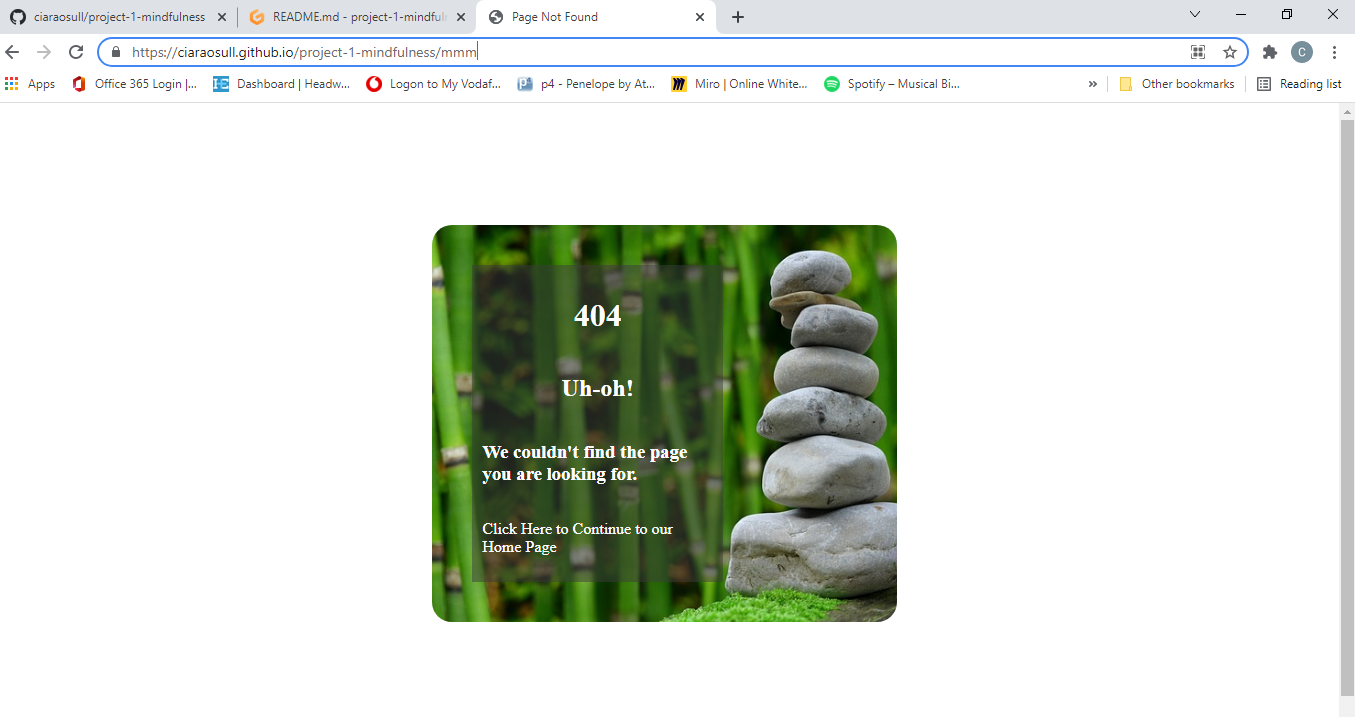 ciaraosull/project-1-mindfulness
README.md - project-1-mindful
Page Not Found
https://ciaraosull.github.io/project-1-mindfulness/mmm
C
Apps
Office 365 Login |...
Dashboard | Headw...
Logon to My Vodaf...
p4 - Penelope by At...
Miro | Online White...
Spotify – Musical Bi...
»
Other bookmarks
Reading list
404
Uh-oh!
We couldn't find the page
you are looking for.
Click Here to Continue to our
Home Page